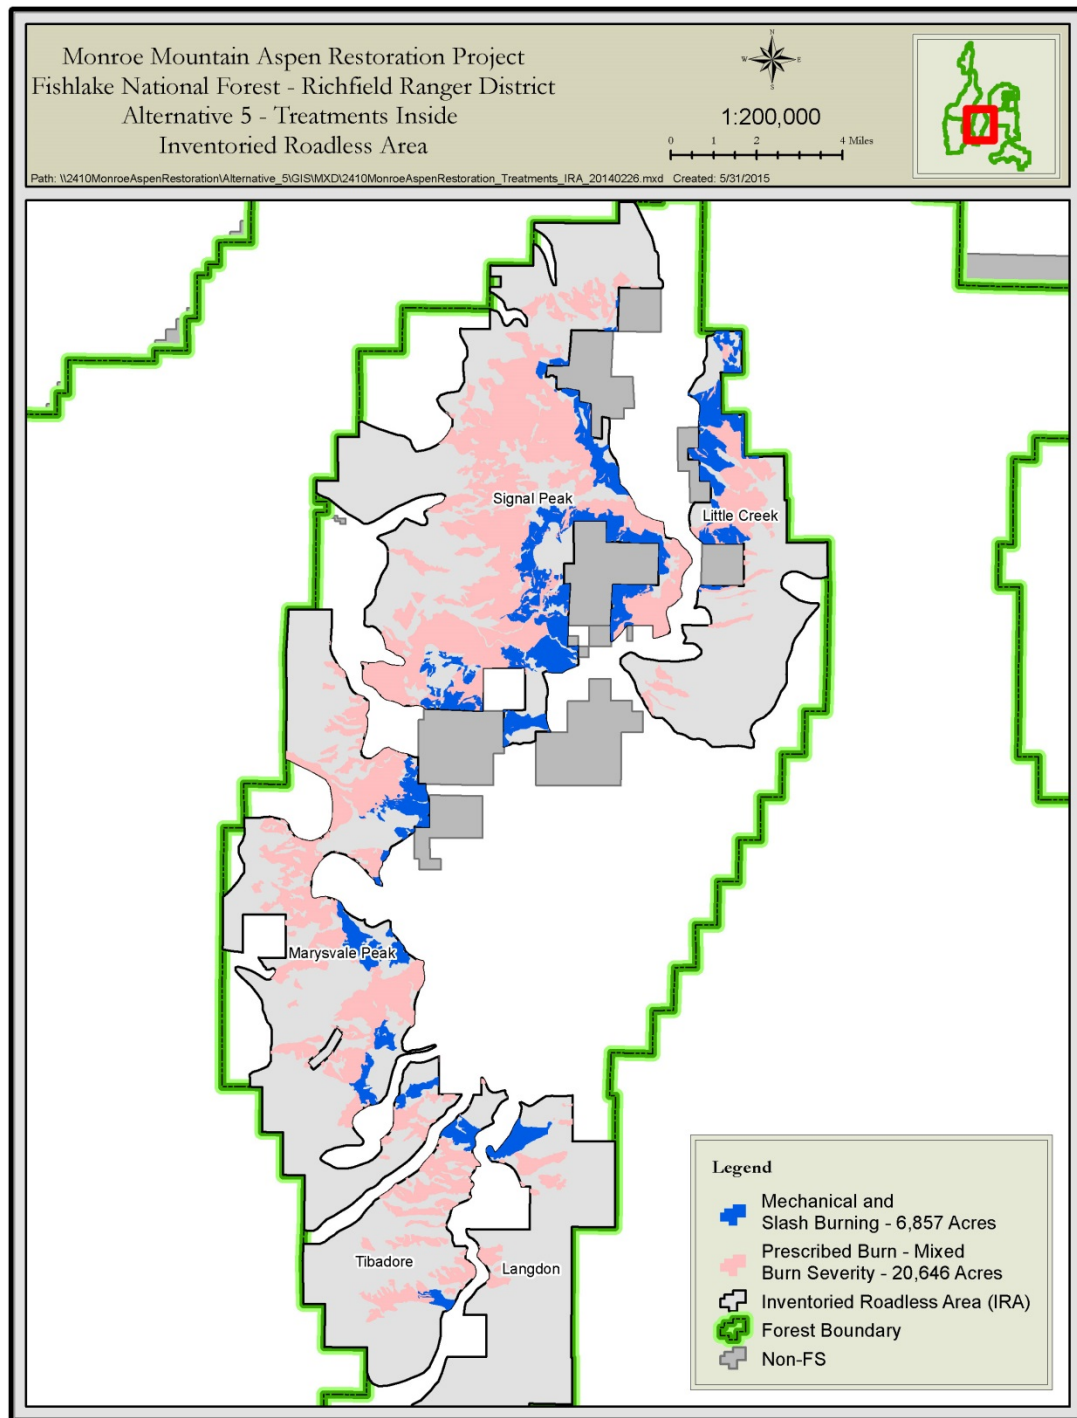 Monroe Mountain Aspen Restoration Project
Fishlake National Forest - Richfield Ranger District
Alternative 5 - Treatments Inside
Inventoried Roadless Area
N
W
E
S
1:200,000
0 1 2 4 Miles
Path: \\2410MonroeAspenRestoration\Alternative_5\GIS\MXD\2410MonroeAspenRestoration_Treatments_IRA_20140226.mxd Created: 5/31/2015
Signal Peak
Little Creek
Marysvale Peak
Tibadore
Langdon
Legend
Mechanical and
Slash Burning - 6,857 Acres
Prescribed Burn - Mixed
Burn Severity - 20,646 Acres
Inventoried Roadless Area (IRA)
Forest Boundary
Non-FS